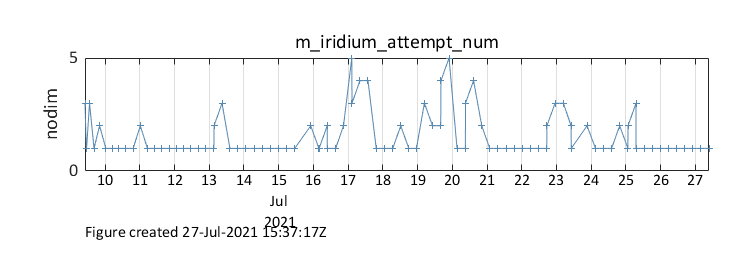 m_iridium_attempt_num
nodim
5
0
10 11 12 13 14 15 16 17 18 19 20 21 22 23 24 25 26 27
Jul
2021
Figure created 27-Jul-2021 15:37:17Z